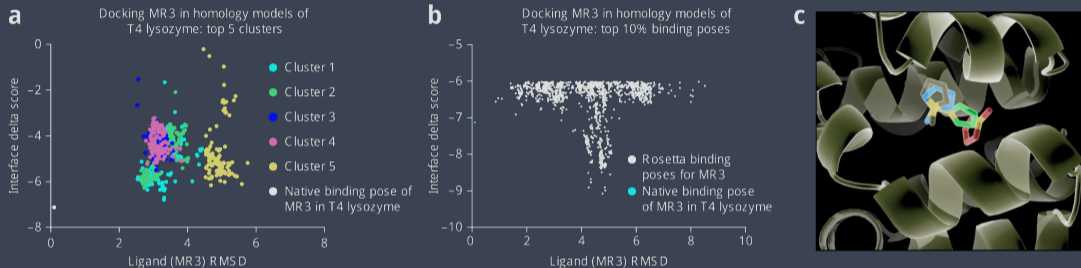 a
Docking MR3 in homology models of
T4 lysozyme: top 5 clusters
Interface delta score
0
−2
−4
−6
−8
0 2 4 6 8
Ligand (MR3) RMSD
Cluster 1
Cluster 2
Cluster 3
Cluster 4
Cluster 5
Native binding pose of
MR3 in T4 lysozyme
b
Docking MR3 in homology models of
T4 lysozyme: top 10% binding poses
Interface delta score
−5
−6
−7
−8
−9
−10
0 2 4 6 8 10
Ligand (MR3) RMSD
Rosetta binding
poses for MR3
Native binding pose
of MR3 in T4 lysozyme
c